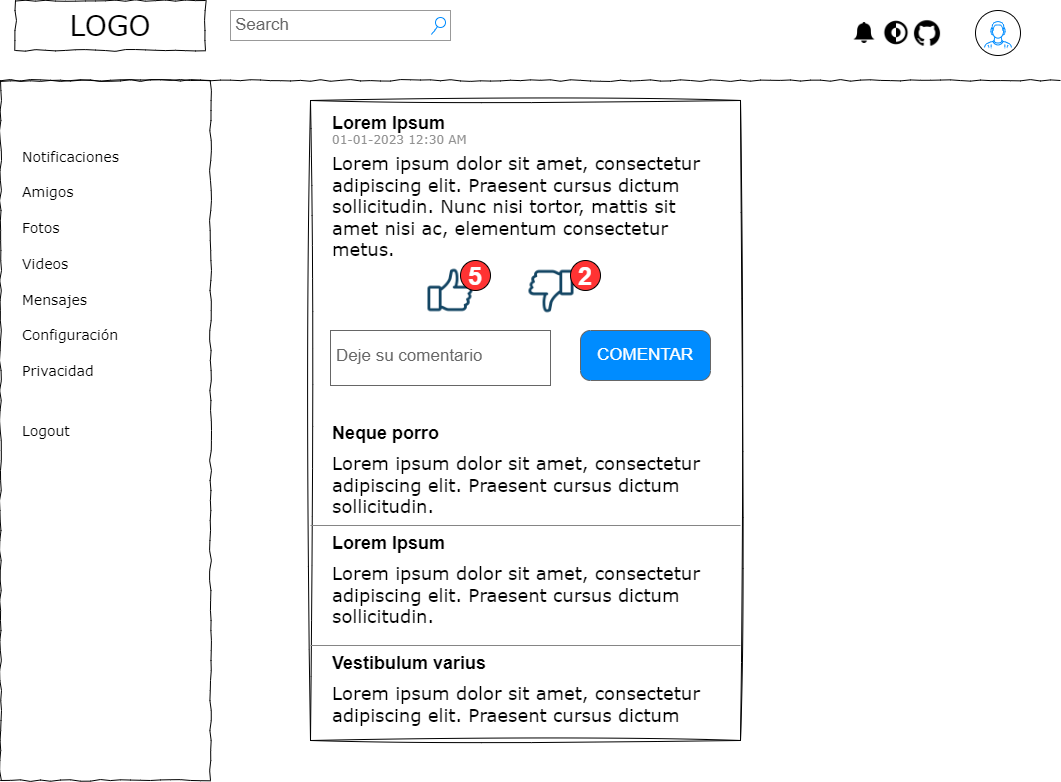 LOGO
Search
Notificaciones
Amigos
Fotos
Videos
Mensajes
Configuración
Privacidad
Logout
Lorem Ipsum
01-01-2023 12:30 AM
Lorem ipsum dolor sit amet, consectetur
adipiscing elit. Praesent cursus dictum
sollicitudin. Nunc nisi tortor, mattis sit
amet nisi ac, elementum consectetur
metus.
5
2
Deje su comentario
COMENTAR
Neque porro
Lorem ipsum dolor sit amet, consectetur
adipiscing elit. Praesent cursus dictum
sollicitudin.
Lorem Ipsum
Lorem ipsum dolor sit amet, consectetur
adipiscing elit. Praesent cursus dictum
sollicitudin.
Vestibulum varius
Lorem ipsum dolor sit amet, consectetur
adipiscing elit. Praesent cursus dictum